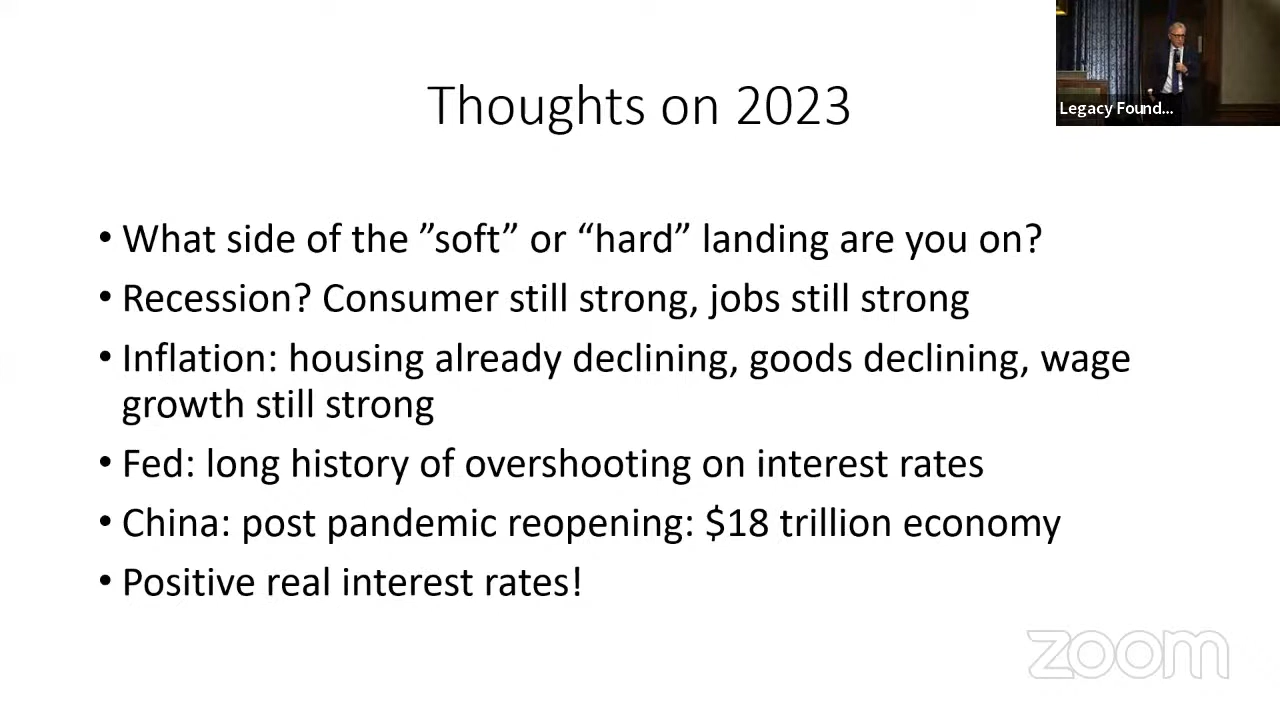 Thoughts on 2023
Legacy Found...
• What side of the ”soft” or “hard” landing are you on?
• Recession? Consumer still strong, jobs still strong
• Inflation: housing already declining, goods declining, wage
growth still strong
• Fed: long history of overshooting on interest rates
• China: post pandemic reopening: $18 trillion economy
• Positive real interest rates!
zoom